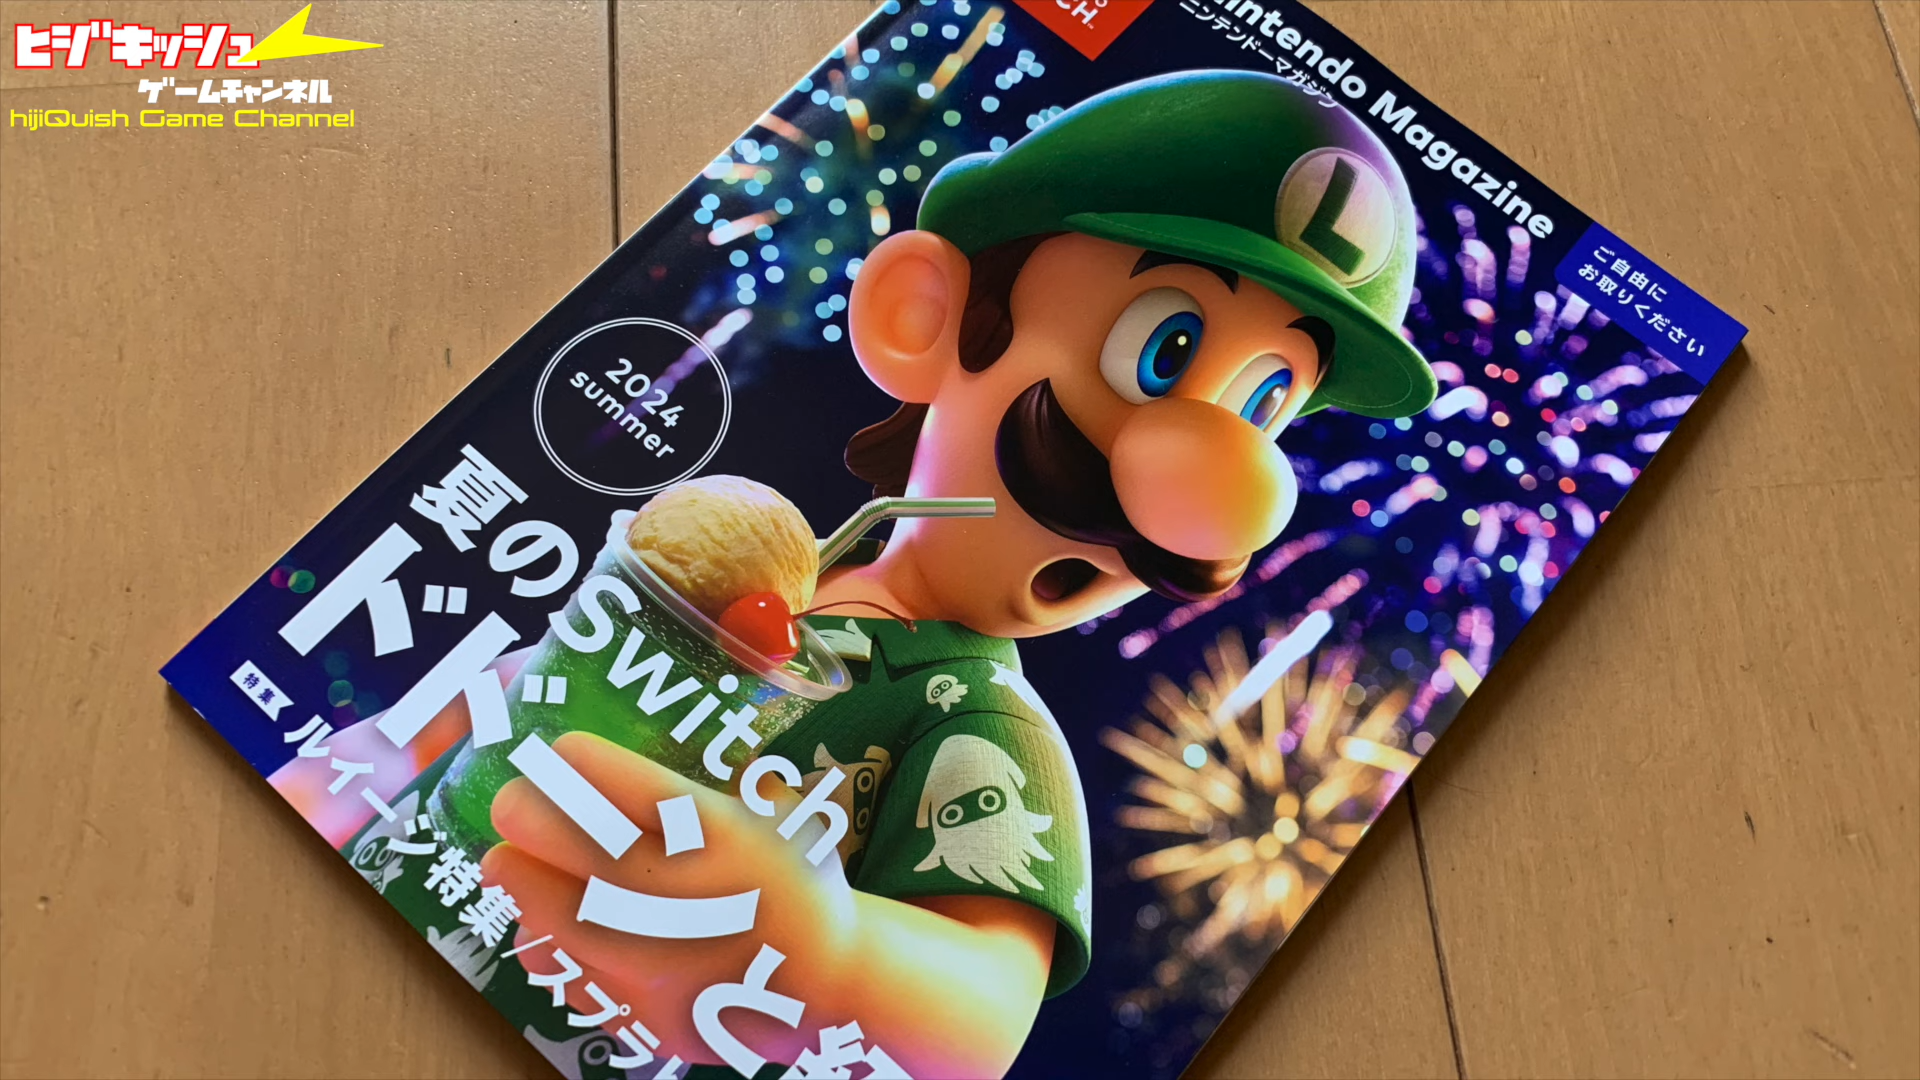 ヒジキッシュ
ゲームチャンネル
hijiQuish Game Channel
Nintendo Magazine
ニンテンドーマガジン
ご自由に
お取りください
L
2024
summer
夏のSwitch
ドドーンと
特集
ルイージ特集/スプラト